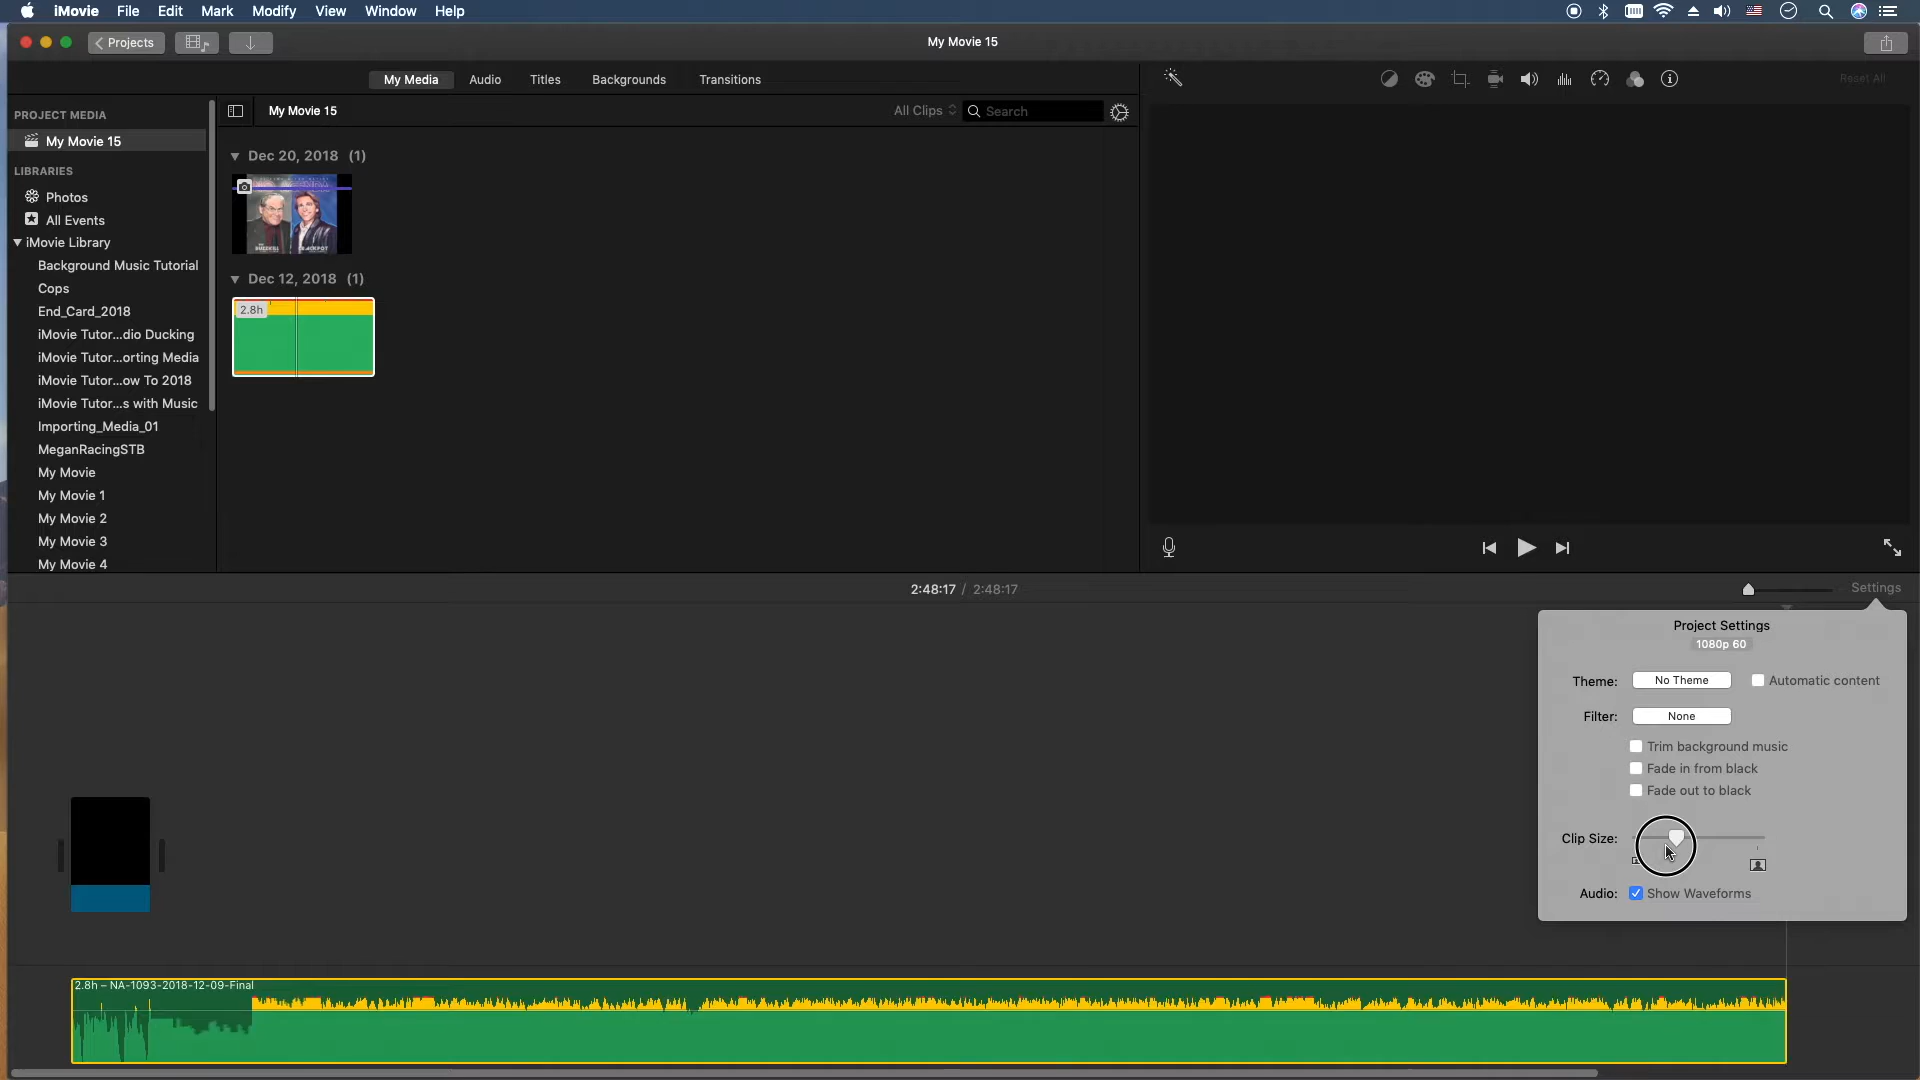 iMovie File Edit Mark Modify View Window Help
Projects
My Movie 15
My Media Audio Titles Backgrounds Transitions
Reset All
PROJECT MEDIA
My Movie 15
LIBRARIES
Photos
All Events
iMovie Library
Background Music Tutorial
Cops
End_Card_2018
iMovie Tutor...dio Ducking
iMovie Tutor...orting Media
iMovie Tutor...ow To 2018
iMovie Tutor...s with Music
Importing_Media_01
MeganRacingSTB
My Movie
My Movie 1
My Movie 2
My Movie 3
My Movie 4
My Movie 15
All Clips
Search
Dec 20, 2018 (1)
CRACKPOT
Dec 12, 2018 (1)
2.8h
2:48:17 / 2:48:17
Settings
Project Settings
1080p 60
Theme: No Theme Automatic content
Filter: None
Trim background music
Fade in from black
Fade out to black
Clip Size:
Audio: Show Waveforms
2.8h – NA-1093-2018-12-09-Final